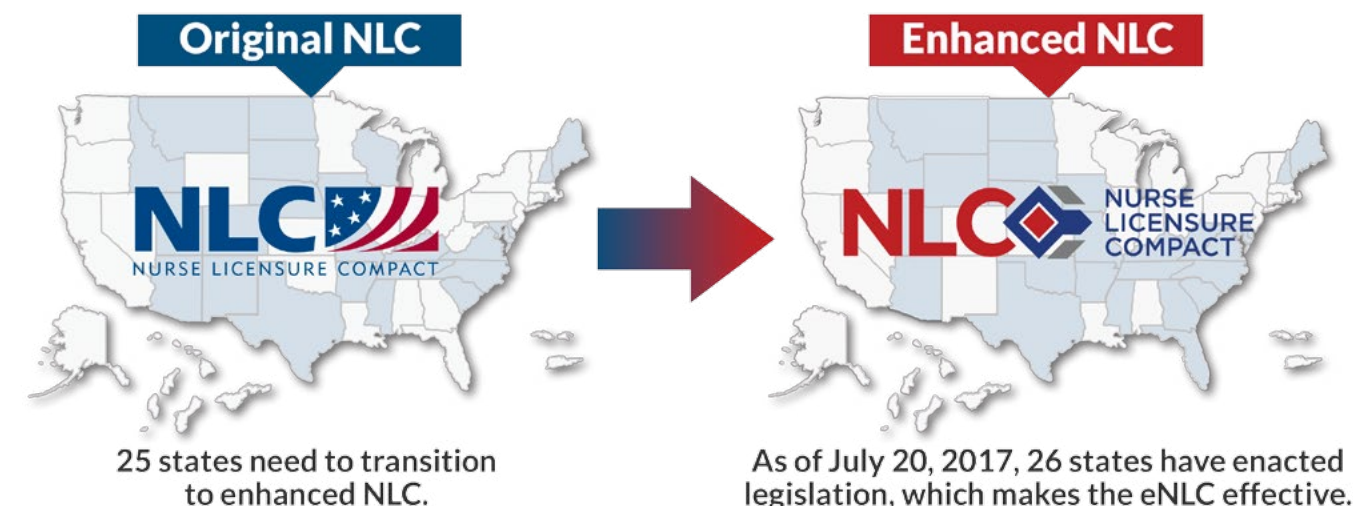 Original NLC
NLC
NURSE LICENSURE COMPACT
25 states need to transition
to enhanced NLC.
Enhanced NLC
NLC
NURSE
LICENSURE
COMPACT
As of July 20, 2017, 26 states have enacted
legislation, which makes the eNLC effective.